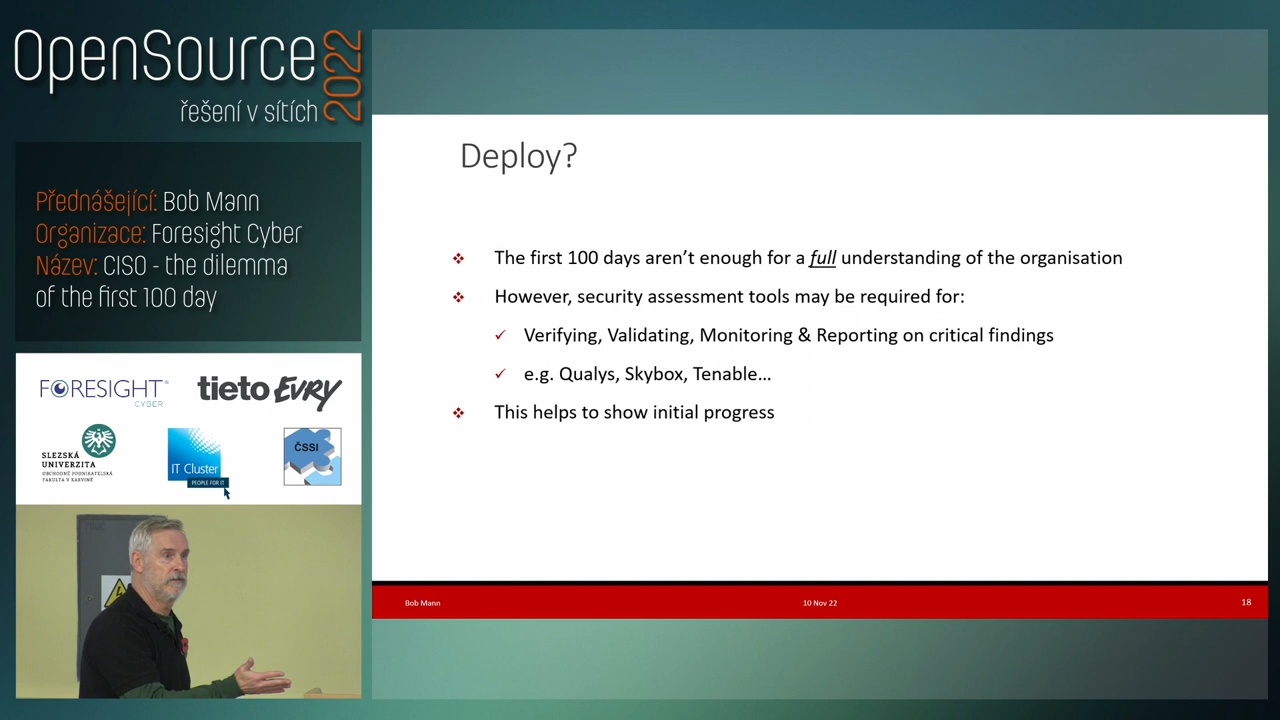 OpenSource
2022
řešení v sítích
Přednášející: Bob Mann
Organizace: Foresight Cyber
Název: CISO - the dilemma
of the first 100 day
FORESIGHT
CYBER
tieto EVRY
SLEZSKÁ
UNIVERZITA
OBCHODNĚ PODNIKATELSKÁ
FAKULTA V KARVINÉ
IT Cluster
PEOPLE FOR IT
ČSSI
Deploy?
❖ The first 100 days aren’t enough for a full understanding of the organisation
❖ However, security assessment tools may be required for:
✓ Verifying, Validating, Monitoring & Reporting on critical findings
✓ e.g. Qualys, Skybox, Tenable…
❖ This helps to show initial progress
Bob Mann
10 Nov 22
18